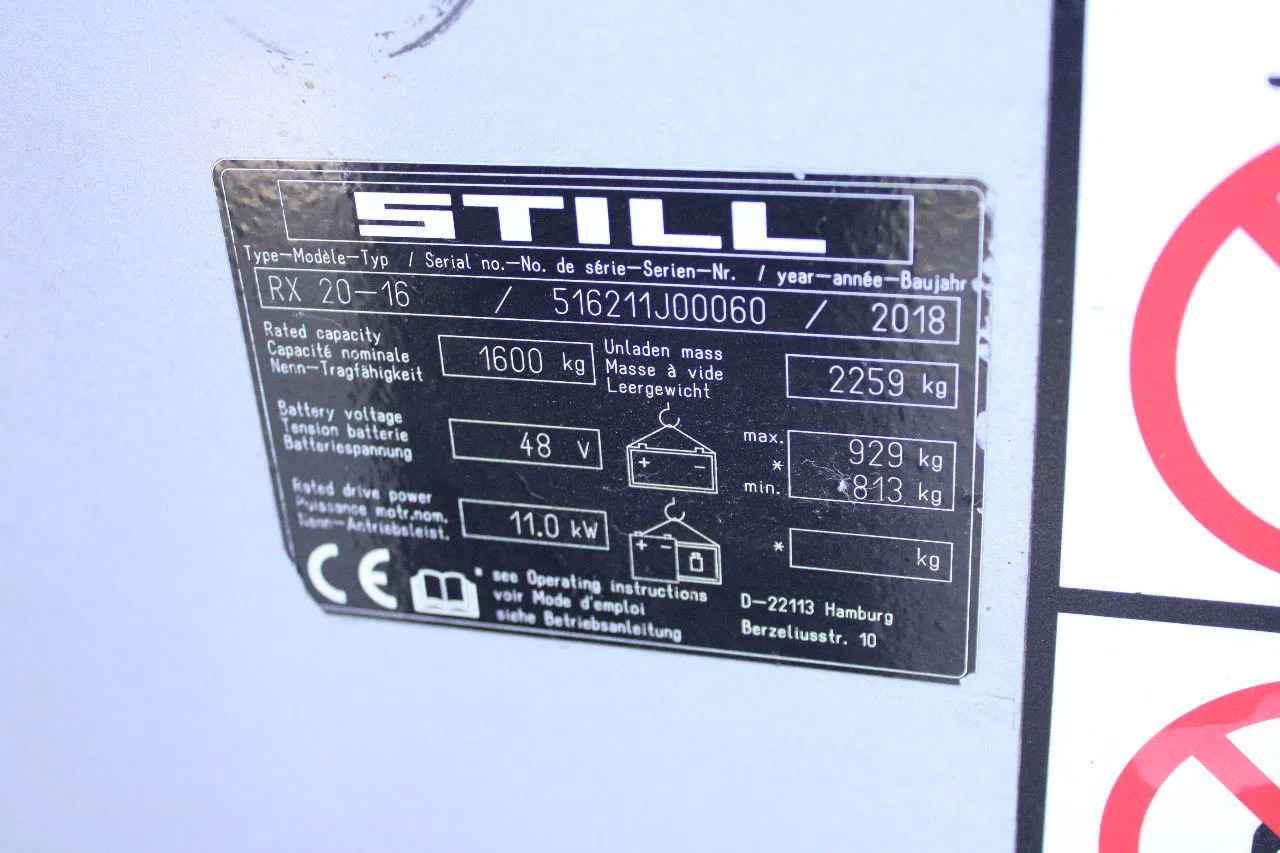 STILL
Type-Modèle-Typ / Serial no.-No. de série-Serien-Nr. / year-année-Baujahr
RX 20-16 / 516211J00060 / 2018
Rated capacity
Capacité nominale
Nenn-Tragfähigkeit
1600 kg
Unladen mass
Masse à vide
Leergewicht
2259 kg
Battery voltage
Tension batterie
Batteriespannung
48 V
+ -
max. 929 kg
*
min. 813 kg
Rated drive power
Puissance motr.nom.
Nenn-Antriebsleist.
11.0 kW
+ -
* kg
CE
* see Operating instructions
voir Mode d'emploi
siehe Betriebsanleitung
D-22113 Hamburg
Berzeliusstr. 10